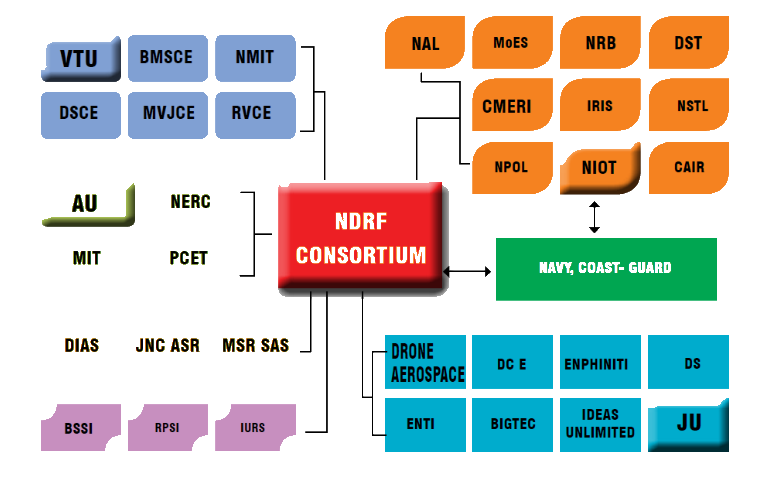 VTU
BMSCE
NMIT
DSCE
MVJCE
RVCE
NAL
MoES
NRB
DST
CMERI
IRIS
NSTL
NPOL
NIOT
CAIR
AU
NERC
MIT
PCET
NDRF
CONSORTIUM
NAVY, COAST- GUARD
DIAS
JNC ASR
MSR SAS
BSSI
RPSI
IURS
DRONE
AEROSPACE
DC E
ENPHINITI
DS
ENTI
BIGTEC
IDEAS
UNLIMITED
JU